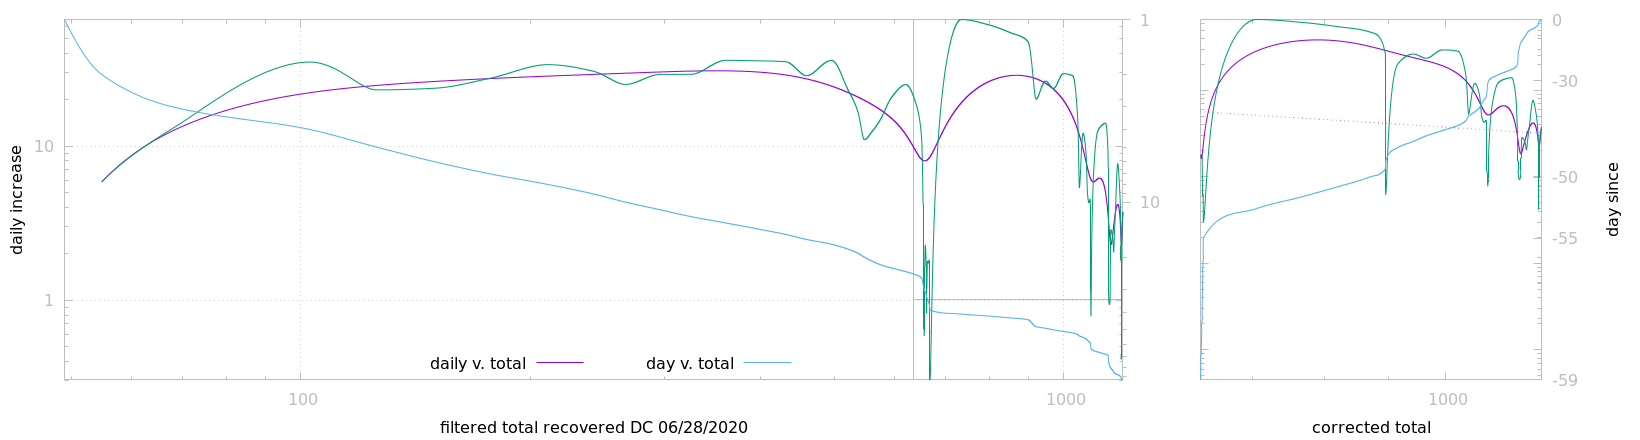 1
0
-30
10
daily increase
-50
day since
10
-55
1
daily v. total
day v. total
-59
100
1000
1000
filtered total recovered DC 06/28/2020
corrected total